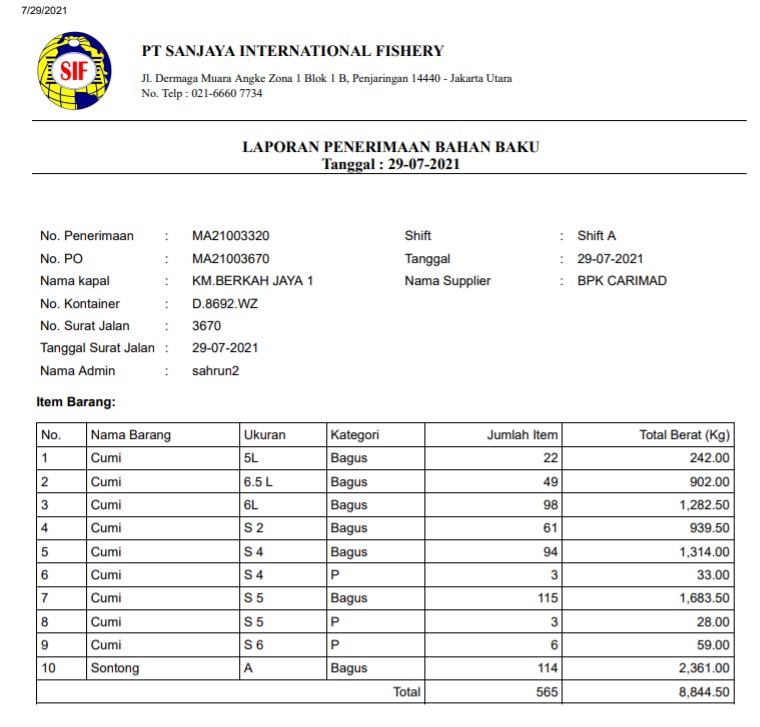 7/29/2021
SIF
PT SANJAYA INTERNATIONAL FISHERY
Jl. Dermaga Muara Angke Zona 1 Blok 1 B, Penjaringan 14440 - Jakarta Utara
No. Telp : 021-6660 7734
LAPORAN PENERIMAAN BAHAN BAKU
Tanggal : 29-07-2021
No. Penerimaan : MA21003320 Shift : Shift A
No. PO : MA21003670 Tanggal : 29-07-2021
Nama kapal : KM.BERKAH JAYA 1 Nama Supplier : BPK CARIMAD
No. Kontainer : D.8692.WZ
No. Surat Jalan : 3670
Tanggal Surat Jalan : 29-07-2021
Nama Admin : sahrun2
Item Barang:
No. Nama Barang Ukuran Kategori Jumlah Item Total Berat (Kg)
1 Cumi 5L Bagus 22 242.00
2 Cumi 6.5 L Bagus 49 902.00
3 Cumi 6L Bagus 98 1,282.50
4 Cumi S 2 Bagus 61 939.50
5 Cumi S 4 Bagus 94 1,314.00
6 Cumi S 4 P 3 33.00
7 Cumi S 5 Bagus 115 1,683.50
8 Cumi S 5 P 3 28.00
9 Cumi S 6 P 6 59.00
10 Sontong A Bagus 114 2,361.00
Total 565 8,844.50